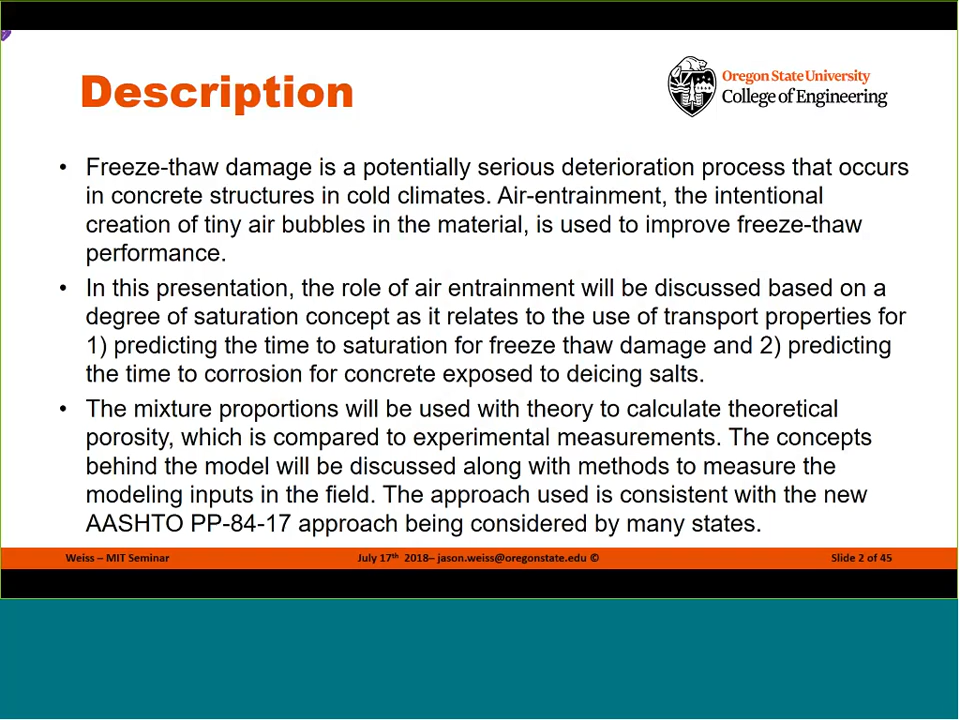 Description
Oregon State University
College of Engineering
• Freeze-thaw damage is a potentially serious deterioration process that occurs
in concrete structures in cold climates. Air-entrainment, the intentional
creation of tiny air bubbles in the material, is used to improve freeze-thaw
performance.
• In this presentation, the role of air entrainment will be discussed based on a
degree of saturation concept as it relates to the use of transport properties for
1) predicting the time to saturation for freeze thaw damage and 2) predicting
the time to corrosion for concrete exposed to deicing salts.
• The mixture proportions will be used with theory to calculate theoretical
porosity, which is compared to experimental measurements. The concepts
behind the model will be discussed along with methods to measure the
modeling inputs in the field. The approach used is consistent with the new
AASHTO PP-84-17 approach being considered by many states.
Weiss – MIT Seminar
July 17th 2018– jason.weiss@oregonstate.edu ©
Slide 2 of 45